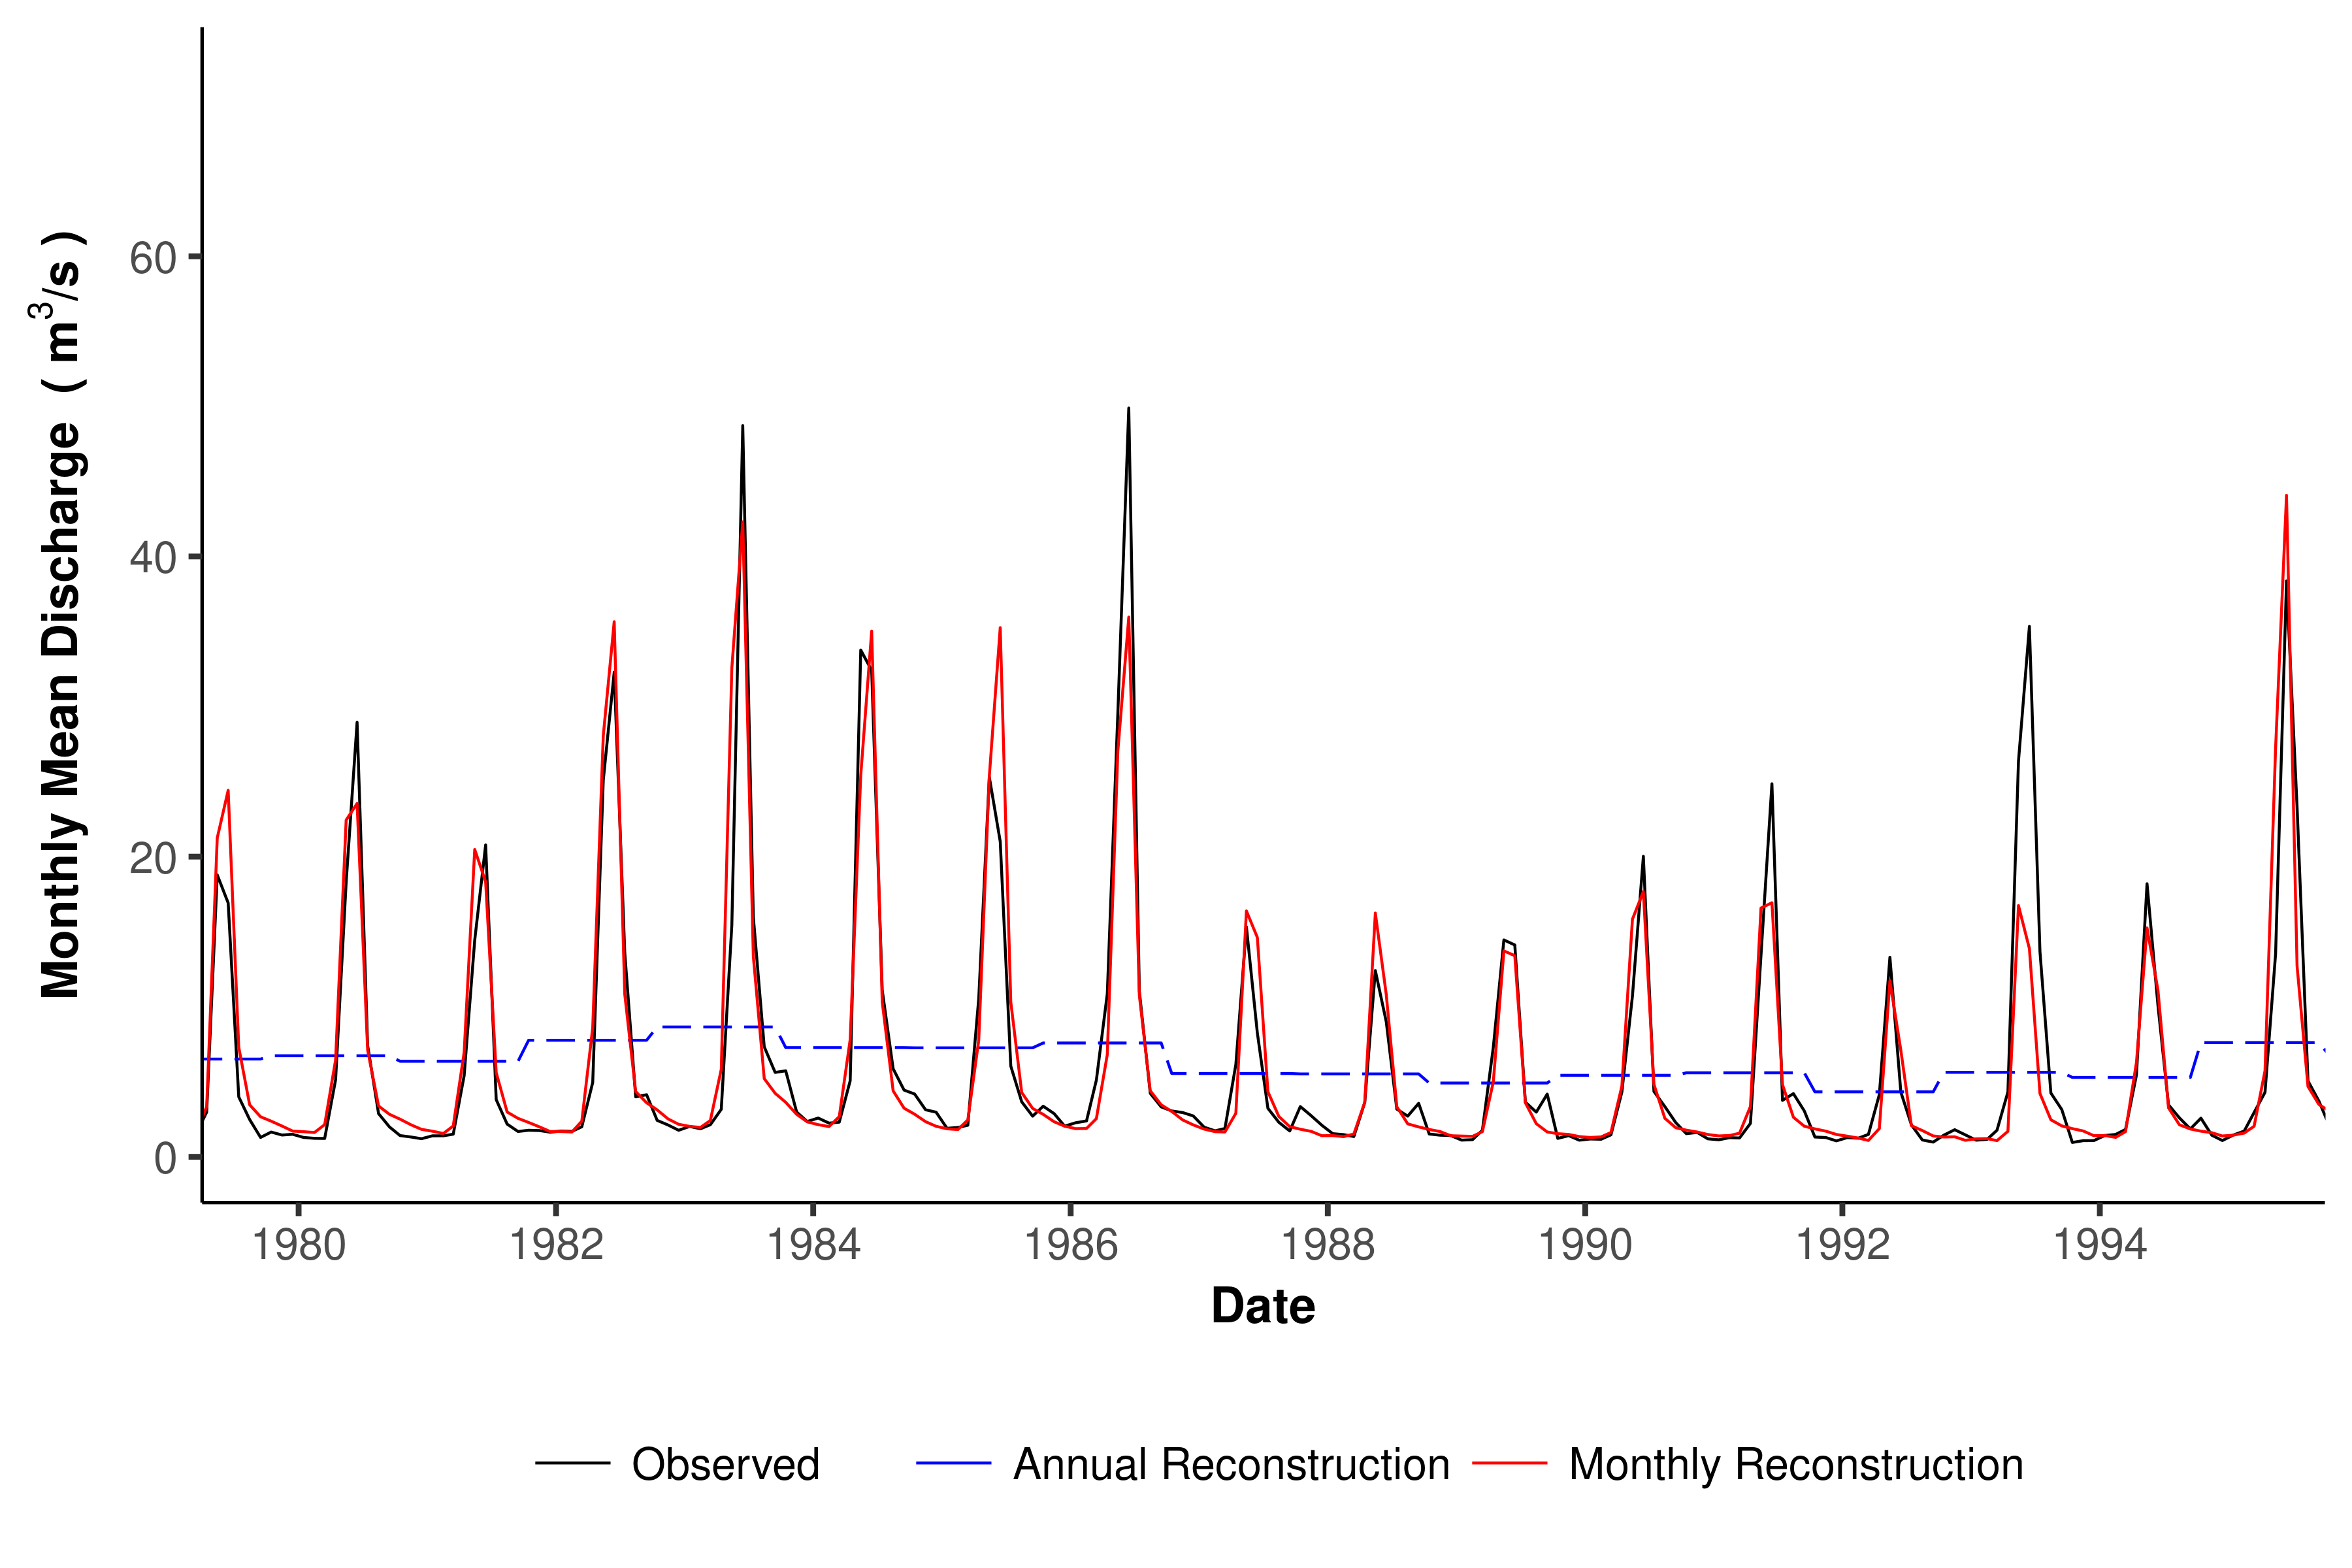 Monthly Mean Discharge ( m³/s )
60
40
20
0
1980 1982 1984 1986 1988 1990 1992 1994
Date
Observed Annual Reconstruction Monthly Reconstruction